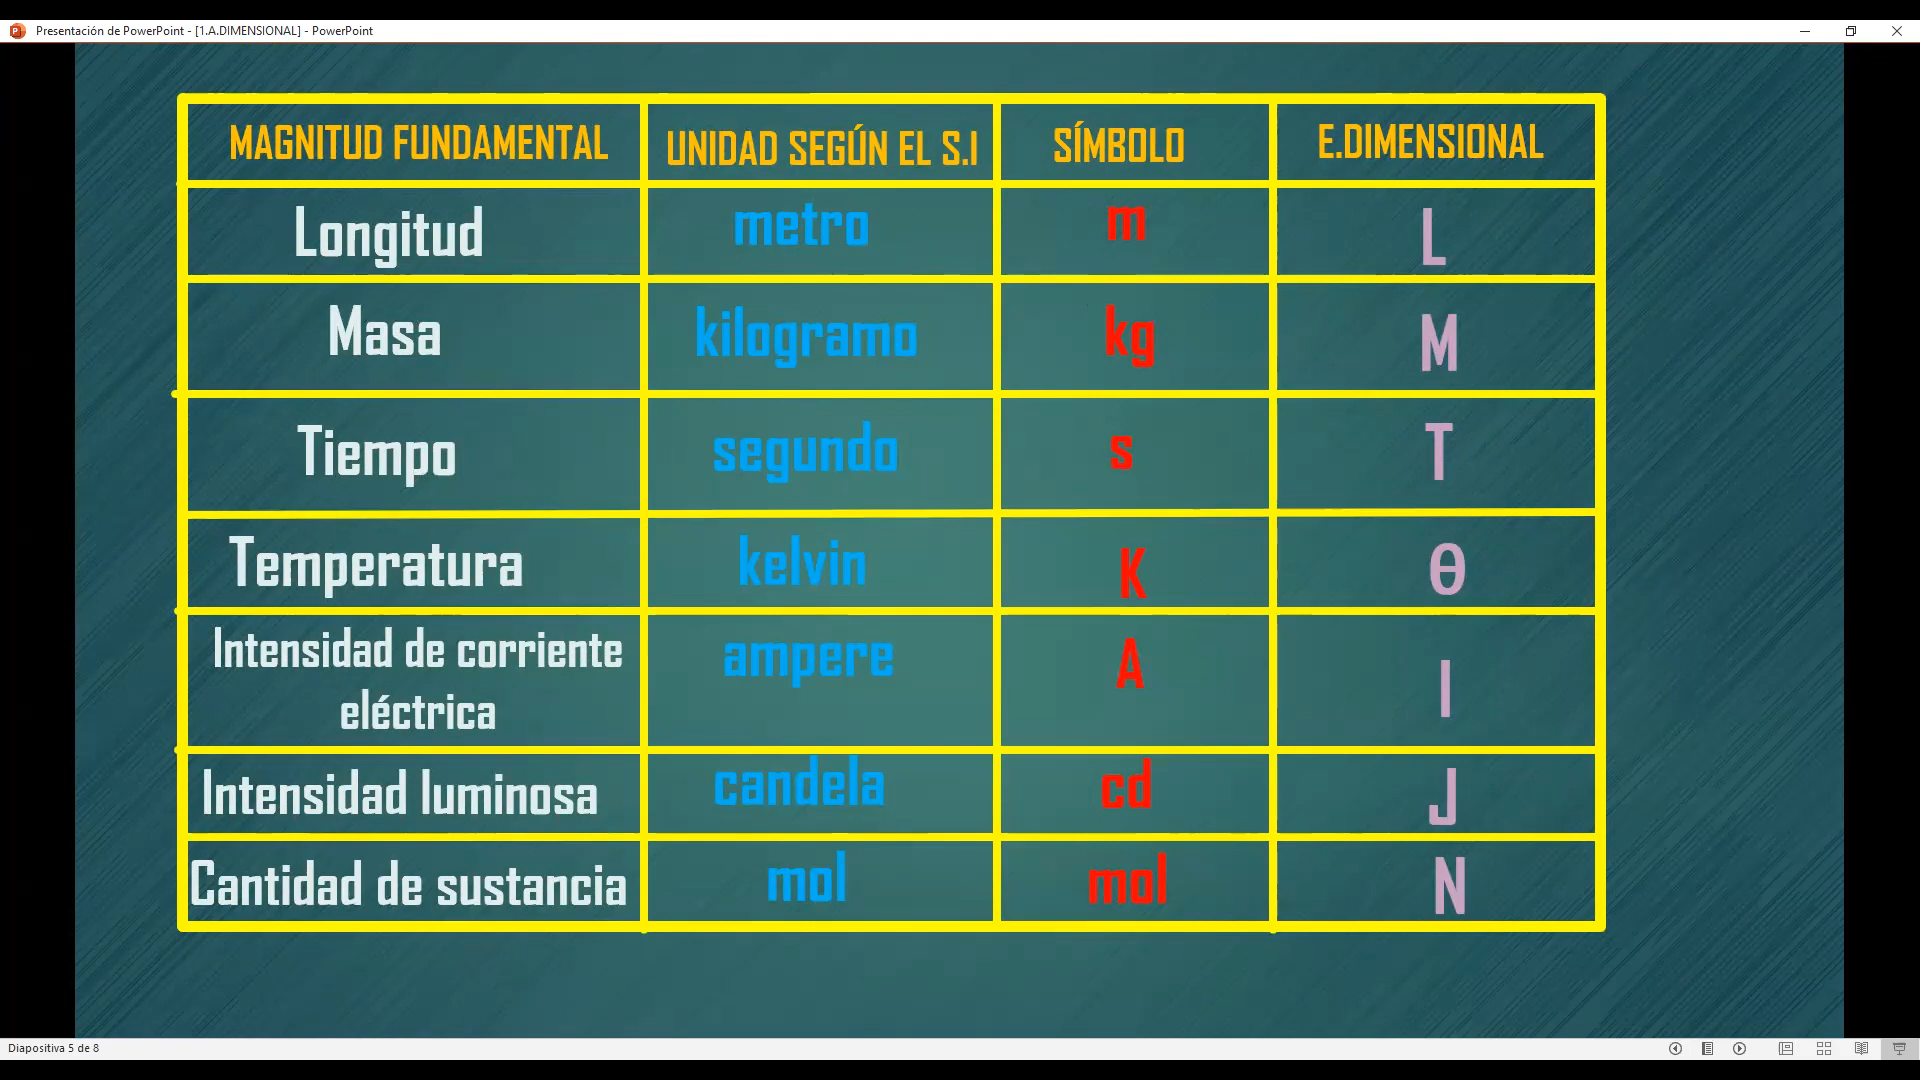 Presentación de PowerPoint - [1.A.DIMENSIONAL] - PowerPoint
MAGNITUD FUNDAMENTAL UNIDAD SEGÚN EL S.I SÍMBOLO E.DIMENSIONAL
Longitud metro m L
Masa kilogramo kg M
Tiempo segundo s T
Temperatura kelvin K θ
Intensidad de corriente ampere A I
eléctrica
Intensidad luminosa candela cd J
Cantidad de sustancia mol mol N
Diapositiva 5 de 8